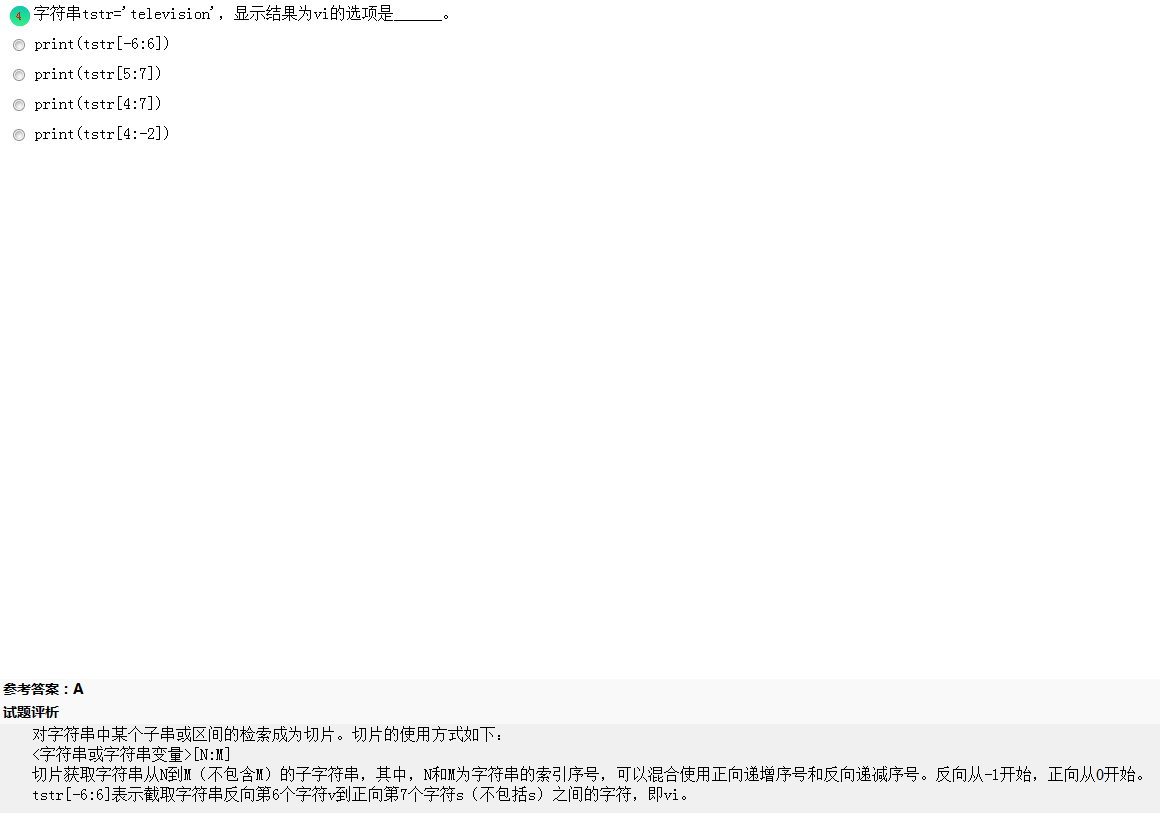 4 字符串tstr='television'，显示结果为vi的选项是______。
print(tstr[-6:6])
print(tstr[5:7])
print(tstr[4:7])
print(tstr[4:-2])
参考答案：A
试题评析
对字符串中某个子串或区间的检索成为切片。切片的使用方式如下：
<字符串或字符串变量>[N:M]
切片获取字符串从N到M（不包含M）的子字符串，其中，N和M为字符串的索引序号，可以混合使用正向递增序号和反向递减序号。反向从-1开始，正向从0开始。
tstr[-6:6]表示截取字符串反向第6个字符v到正向第7个字符s（不包括s）之间的字符，即vi。